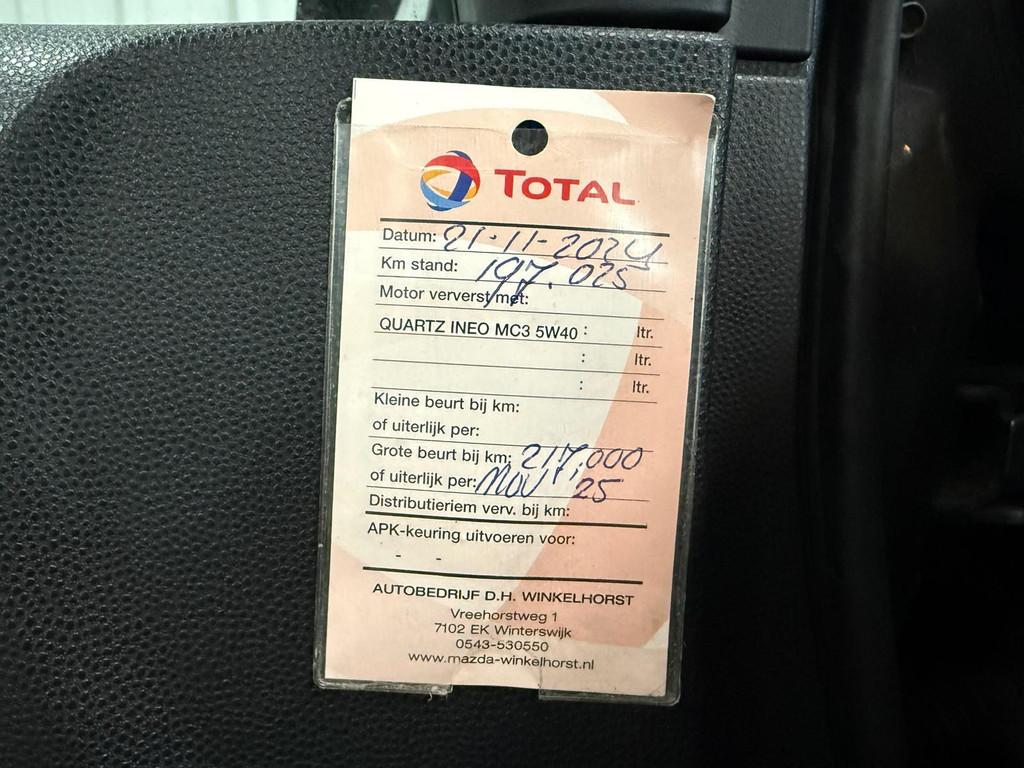 TOTAL
Datum: 21-11-2024
Km stand: 197.025
Motor ververst met:
QUARTZ INEO MC3 5W40 : ltr.
: ltr.
: ltr.
Kleine beurt bij km:
of uiterlijk per:
Grote beurt bij km: 217,000
of uiterlijk per: Nov 25
Distributieriem verv. bij km:
APK-keuring uitvoeren voor:
- -
AUTOBEDRIJF D.H. WINKELHORST
Vreehorstweg 1
7102 EK Winterswijk
0543-530550
www.mazda-winkelhorst.nl